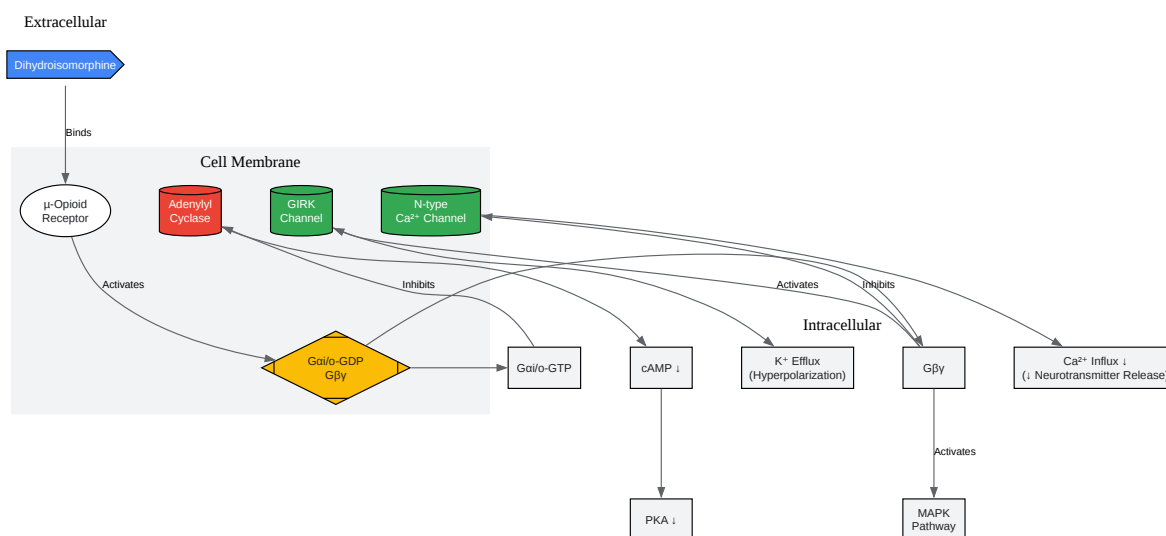 Extracellular
Dihydroisomorphine
Binds
Cell Membrane
µ-Opioid
Receptor
Adenylyl
Cyclase
GIRK
Channel
N-type
Ca²⁺ Channel
Activates
Inhibits
Activates
Inhibits
Intracellular
Gαi/o-GDP
Gβγ
Gαi/o-GTP
cAMP ↓
K⁺ Efflux
(Hyperpolarization)
Gβγ
Ca²⁺ Influx ↓
(↓ Neurotransmitter Release)
Activates
PKA ↓
MAPK
Pathway